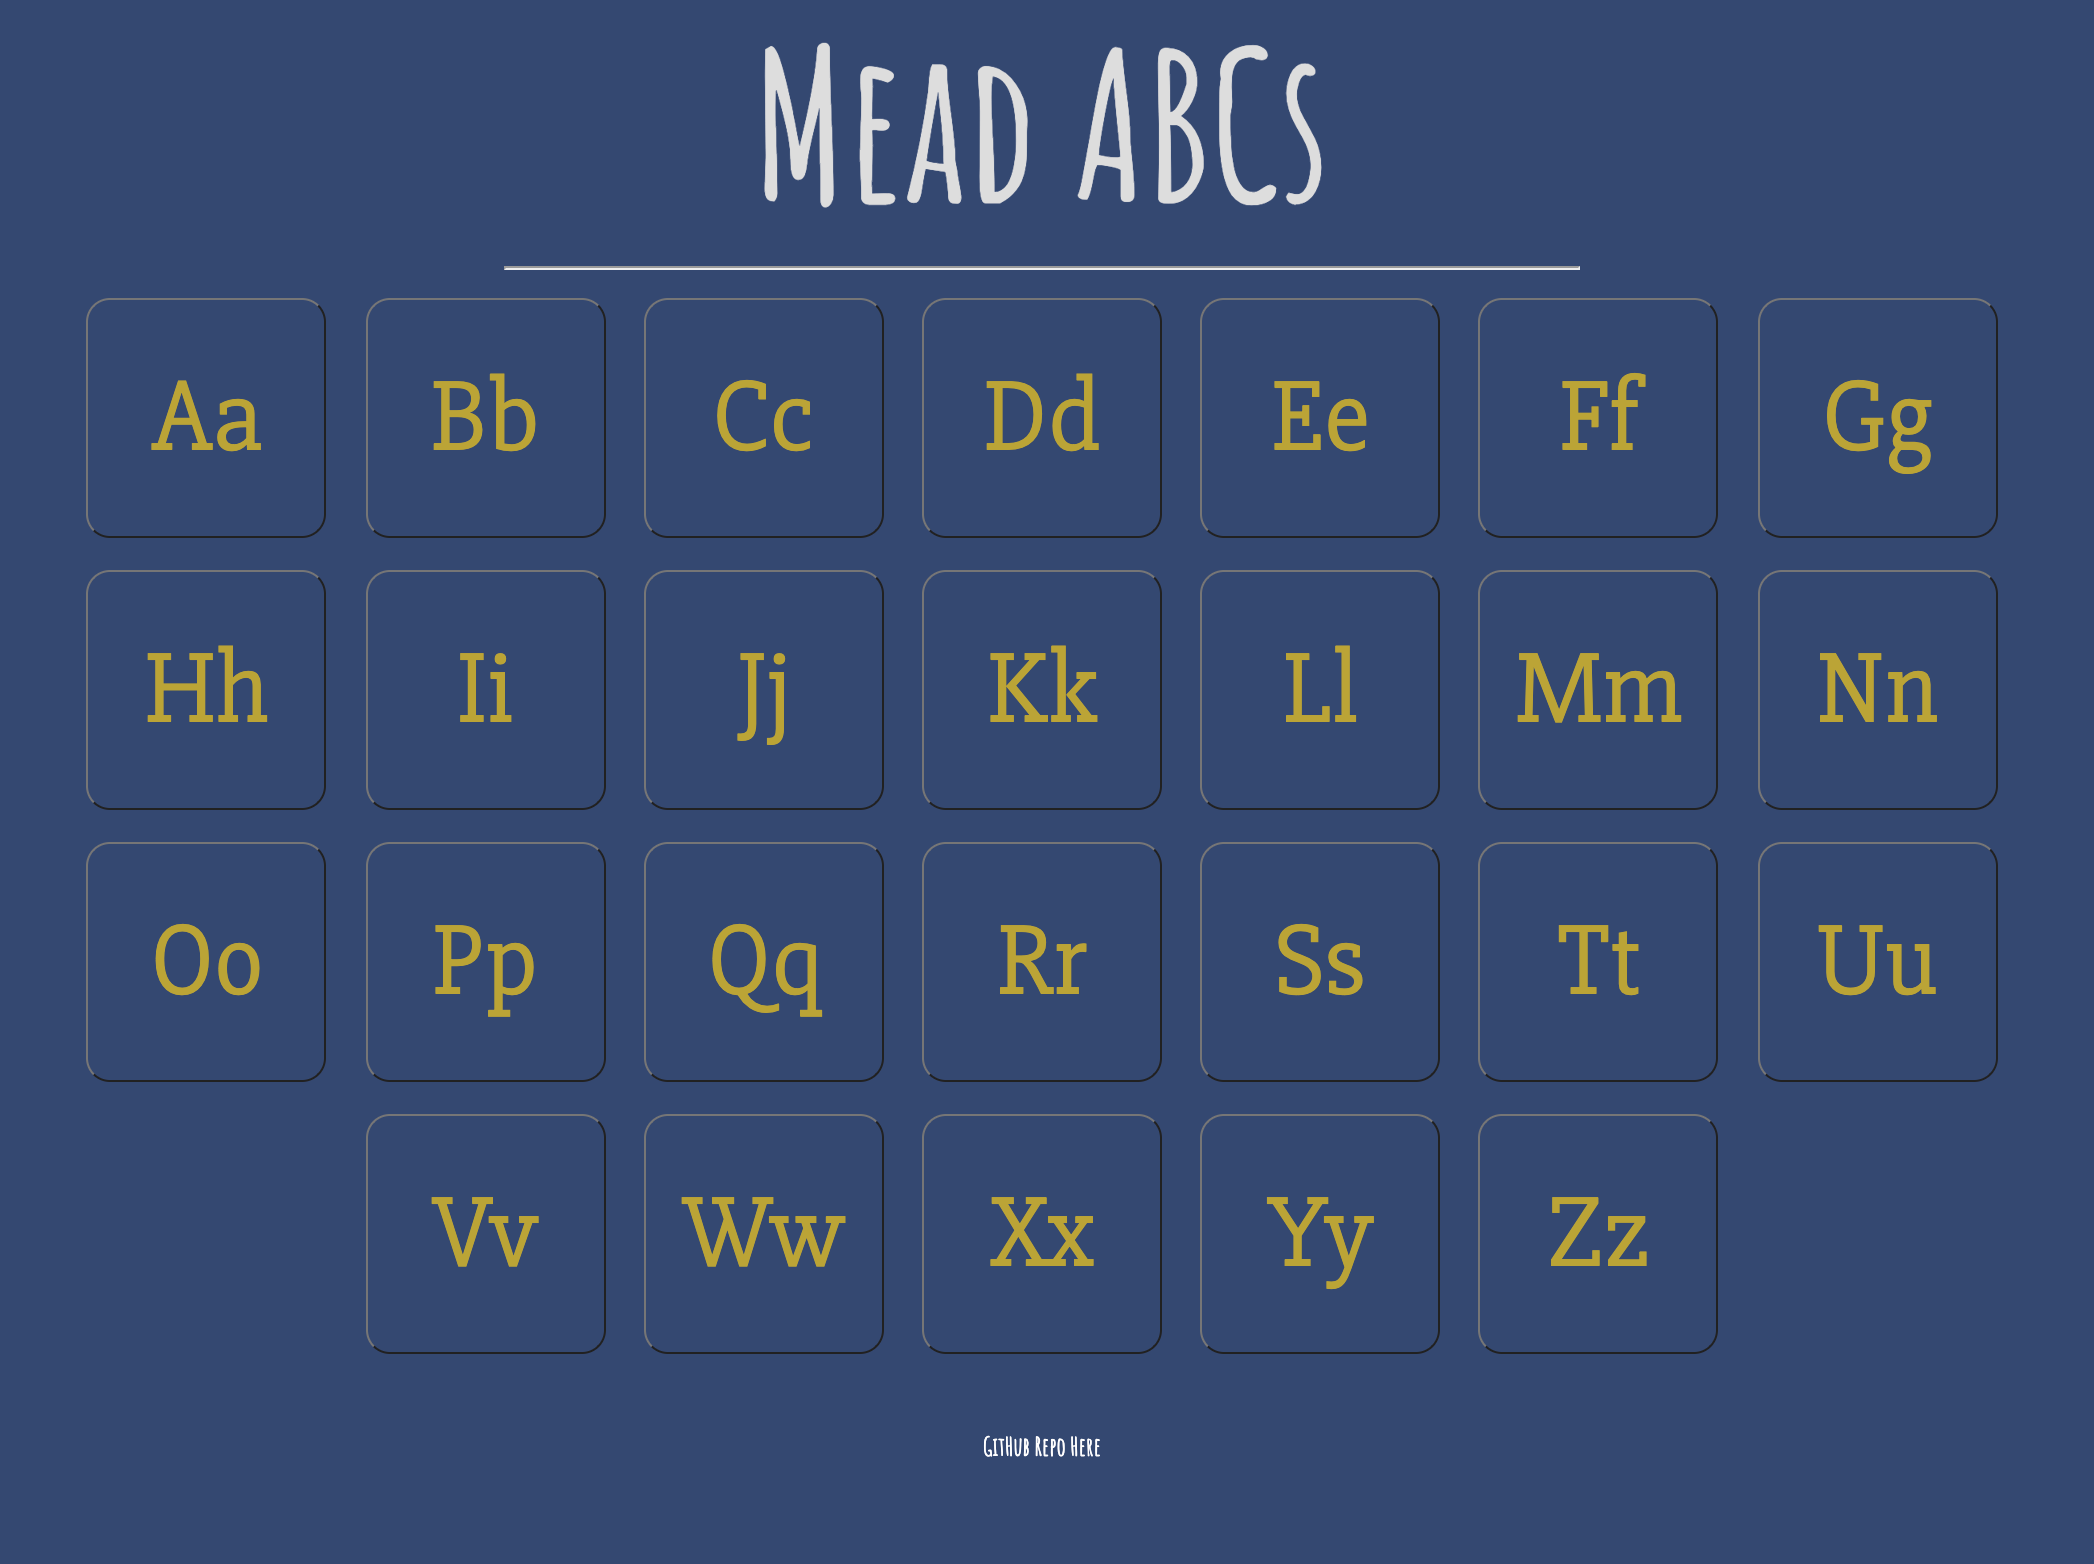 Mead ABCs
Aa Bb Cc Dd Ee Ff Gg
Hh Ii Jj Kk Ll Mm Nn
Oo Pp Qq Rr Ss Tt Uu
Vv Ww Xx Yy Zz
GitHub Repo Here